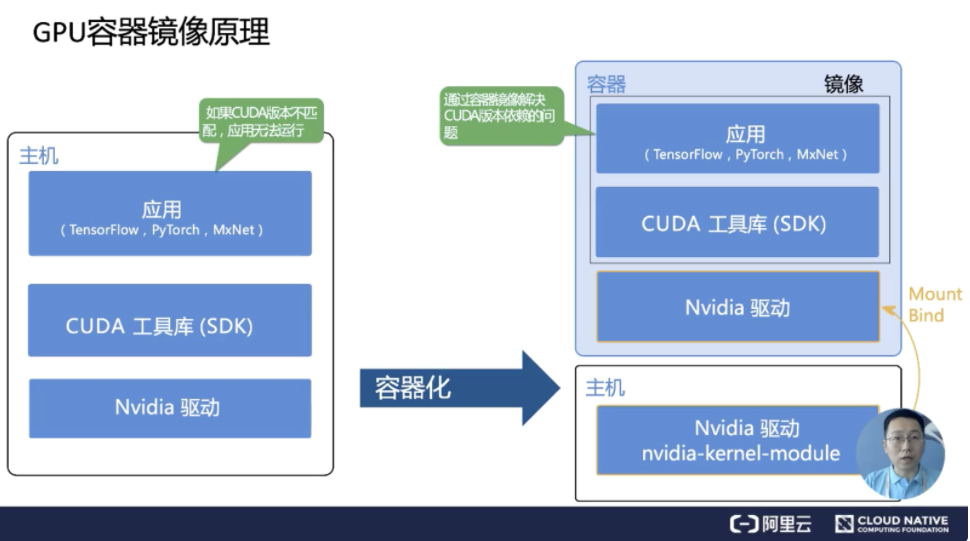 GPU容器镜像原理
如果CUDA版本不匹
配，应用无法运行
主机
应用
（TensorFlow，PyTorch，MxNet）
CUDA 工具库 (SDK)
Nvidia 驱动
容器化
通过容器镜像解决
CUDA版本依赖的问
题
容器
镜像
应用
（TensorFlow，PyTorch，MxNet）
CUDA 工具库 (SDK)
Nvidia 驱动
Mount
Bind
主机
Nvidia 驱动
nvidia-kernel-module
阿里云
CLOUD NATIVE
COMPUTING FOUNDATION